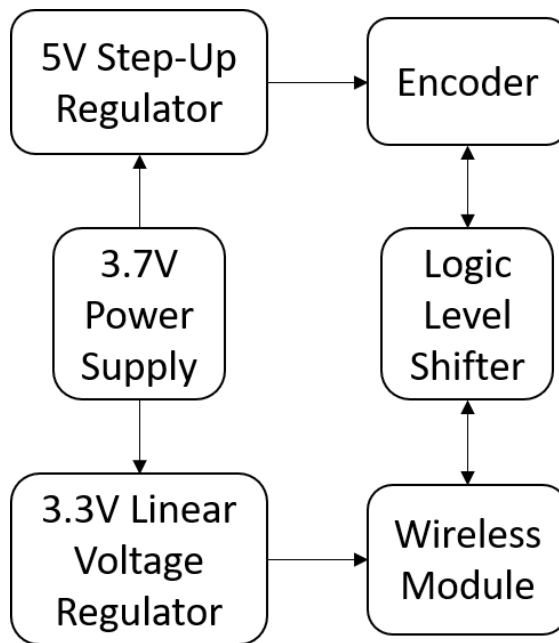 5V Step-Up
Regulator
Encoder
3.7V
Power
Supply
Logic
Level
Shifter
3.3V Linear
Voltage
Regulator
Wireless
Module